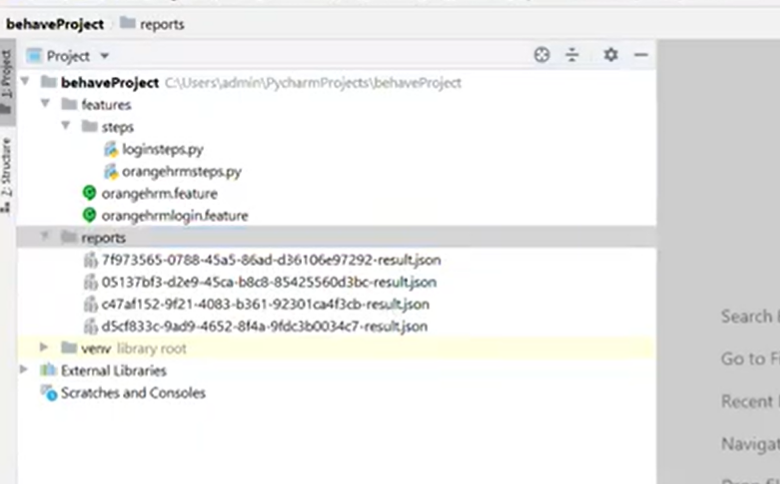 behaveProject reports
Project
1: Project
behaveProject C:\Users\admin\PycharmProjects\behaveProject
features
steps
2: Structure
loginsteps.py
orangehrmsteps.py
orangehrm.feature
orangehrmlogin.feature
reports
7f973565-0788-45a5-86ad-d36106e97292-result.json
05137bf3-d2e9-45ca-b8c8-85425560d3bc-result.json
c47af152-9f21-4083-b361-92301ca4f3cb-result.json
d5cf833c-9ad9-4652-8f4a-9fdc3b0034c7-result.json
venv library root
External Libraries
Scratches and Consoles
Search
Go to Fi
Recent
Navigat